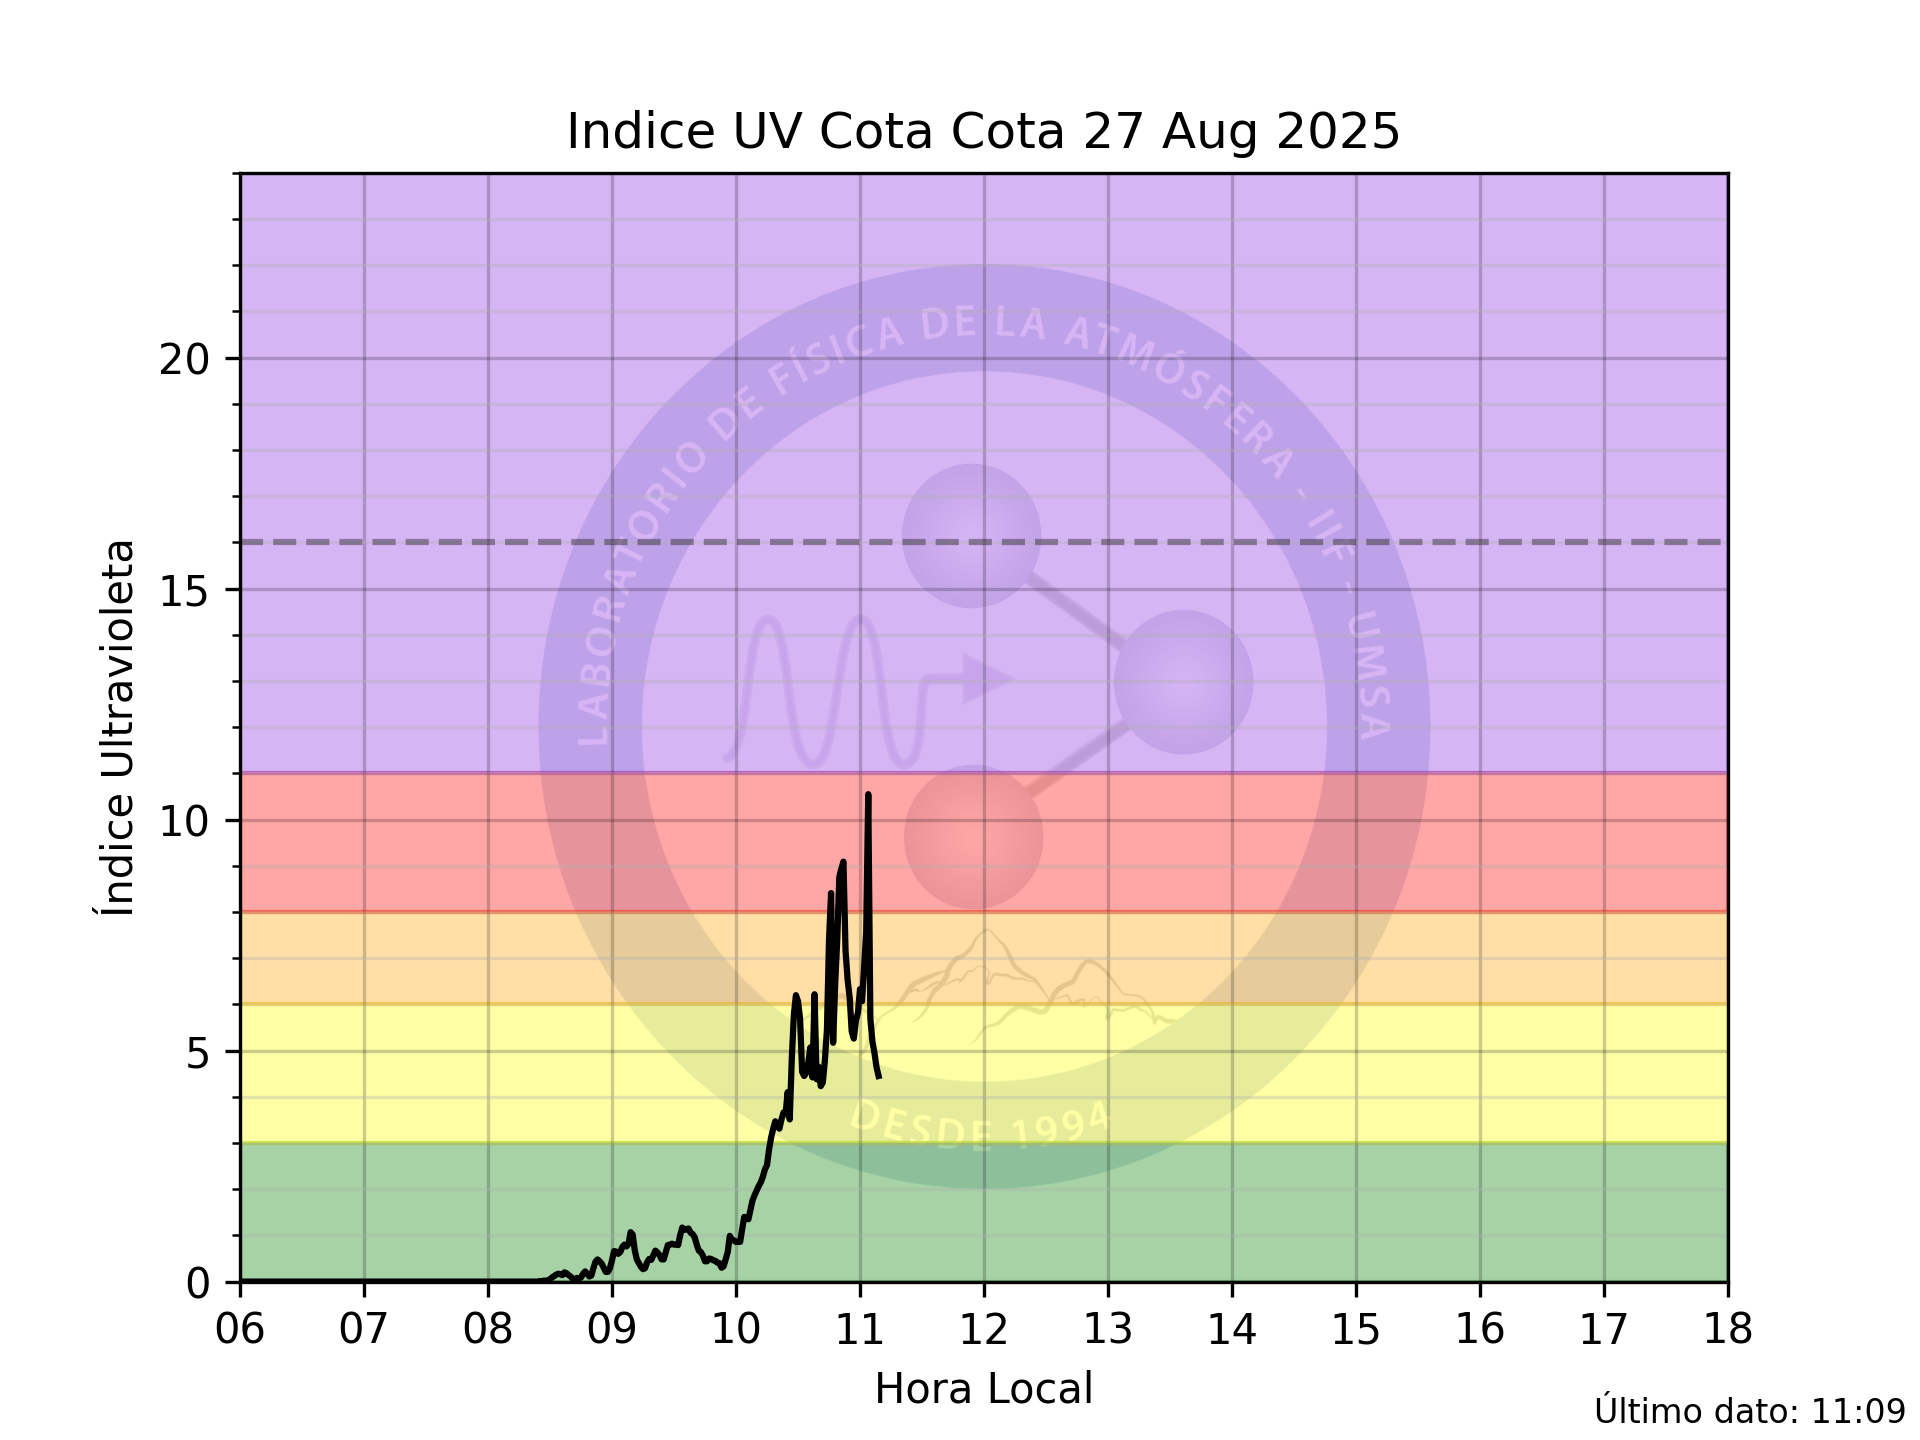 Indice UV Cota Cota 27 Aug 2025
LABORATORIO DE FÍSICA DE LA ATMÓSFERA - IIF - UMSA
DESDE 1994
Índice Ultravioleta
20
15
10
5
0
06 07 08 09 10 11 12 13 14 15 16 17 18
Hora Local
Último dato: 11:09